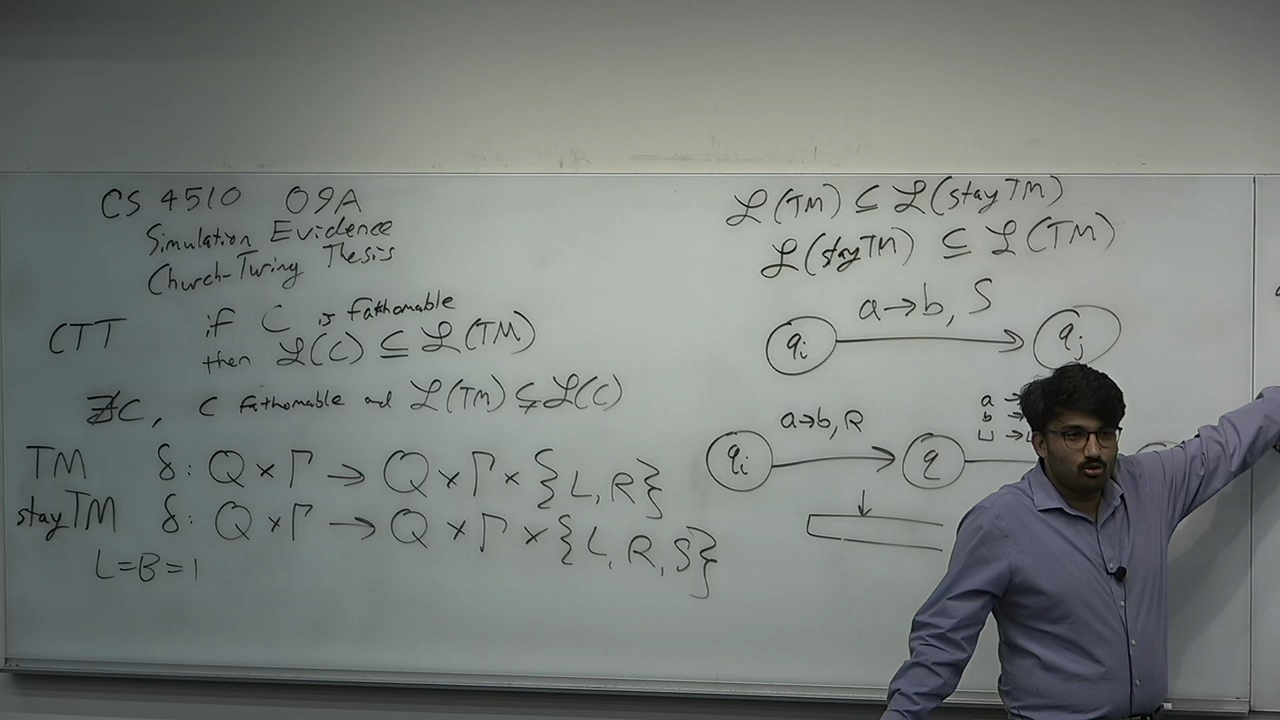 CS 4510 09A
Simulation Evidence
Church-Turing Thesis
CTT if C is fathomable
then ℒ(C) ⊆ ℒ(TM)
∄C, C fathomable and ℒ(TM) ⊊ ℒ(C)
TM δ: Q × Γ → Q × Γ × {L, R}
stayTM δ: Q × Γ → Q × Γ × {L, R, S}
L=B=1
ℒ(TM) ⊆ ℒ(stayTM)
ℒ(stayTM) ⊆ ℒ(TM)
a→b, S
qi qj
a→b, R
qi q
a →
b →
⊔ →